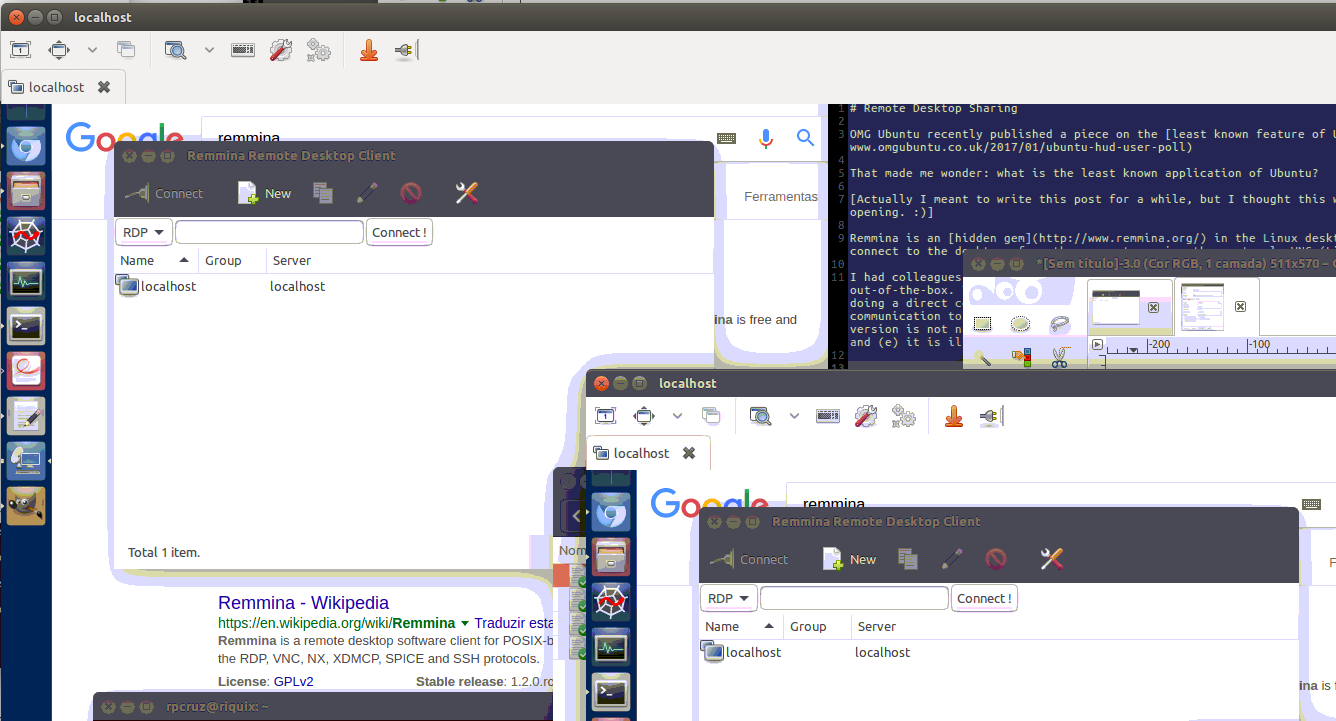 localhost
localhost
Google
remmina
Ferramentas
Remmina Remote Desktop Client
Connect
New
RDP
Connect !
Name
Group
Server
localhost
localhost
Total 1 item.
ina is free and
Remmina - Wikipedia
https://en.wikipedia.org/wiki/Remmina
Traduzir esta
Remmina is a remote desktop software client for POSIX-b
the RDP, VNC, NX, XDMCP, SPICE and SSH protocols.
License: GPLv2
Stable release: 1.2.0.rc
rpcruz@riquix: ~
1 # Remote Desktop Sharing
2
3 OMG Ubuntu recently published a piece on the [least known feature of U
www.omgubuntu.co.uk/2017/01/ubuntu-hud-user-poll)
4
5 That made me wonder: what is the least known application of Ubuntu?
6
7 [Actually I meant to write this post for a while, but I thought this w
opening. :)]
8
9 Remmina is an [hidden gem](http://www.remmina.org/) in the Linux deskt
connect to the
10
11 I had colleagues
out-of-the-box.
doing a direct c
communication to
version is not n
and (e) it is il
12
13
*[Sem título]-3.0 (Cor RGB, 1 camada) 511x570 –
-200
-100
Nom
localhost
localhost
Google
remmina
Remmina Remote Desktop Client
Connect
New
RDP
Connect !
Name
Group
Server
localhost
localhost
ina is f